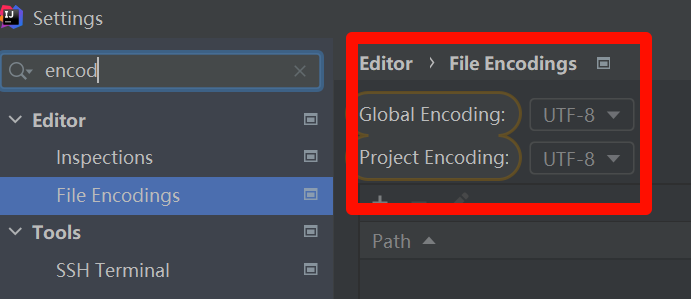 Settings
encod
Editor
Inspections
File Encodings
Tools
SSH Terminal
Editor › File Encodings
Global Encoding: UTF-8
Project Encoding: UTF-8
Path